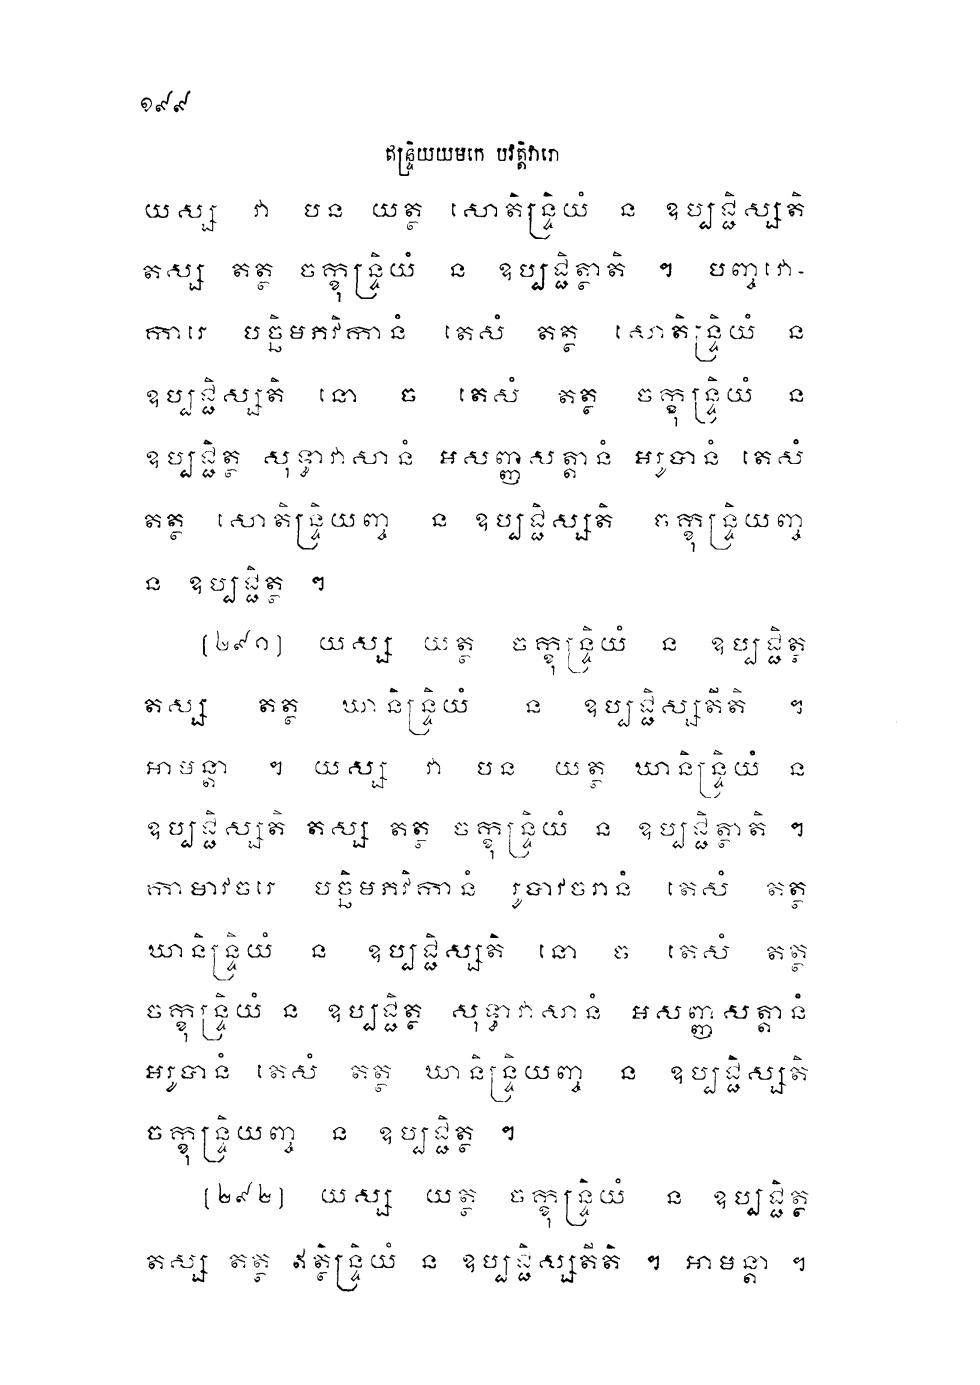 ១៩៩
ឥន្ទ្រិយយមកេ បវត្តិវារោ
យស្ស វា បន យត្ថ សោតិន្ទ្រិយំ ន ឧប្បជ្ជិស្សតិ
តស្ស តត្ថ ចក្ខុន្ទ្រិយំ ន ឧប្បជ្ជិត្ថាតិ ។ បញ្ចវោ-
ការេ បច្ឆិមភវិកានំ តេសំ តត្ថ សោតិន្ទ្រិយំ ន
ឧប្បជ្ជិស្សតិ នោ ច តេសំ តត្ថ ចក្ខុន្ទ្រិយំ ន
ឧប្បជ្ជិត្ថ សុទ្ធាវាសានំ អសញ្ញសត្តានំ អរូបានំ តេសំ
តត្ថ សោតិន្ទ្រិយញ្ច ន ឧប្បជ្ជិស្សតិ ចក្ខុន្ទ្រិយញ្ច
ន ឧប្បជ្ជិត្ថ ។
[២៩១] យស្ស យត្ថ ចក្ខុន្ទ្រិយំ ន ឧប្បជ្ជិត្ថ
តស្ស តត្ថ ឃានិន្ទ្រិយំ ន ឧប្បជ្ជិស្សតីតិ ។
អាមន្តា ។ យស្ស វា បន យត្ថ ឃានិន្ទ្រិយំ ន
ឧប្បជ្ជិស្សតិ តស្ស តត្ថ ចក្ខុន្ទ្រិយំ ន ឧប្បជ្ជិត្ថាតិ ។
កាមាវចរេ បច្ឆិមភវិកានំ រូបាវចរានំ តេសំ តត្ថ
ឃានិន្ទ្រិយំ ន ឧប្បជ្ជិស្សតិ នោ ច តេសំ តត្ថ
ចក្ខុន្ទ្រិយំ ន ឧប្បជ្ជិត្ថ សុទ្ធាវាសានំ អសញ្ញសត្តានំ
អរូបានំ តេសំ តត្ថ ឃានិន្ទ្រិយញ្ច ន ឧប្បជ្ជិស្សតិ
ចក្ខុន្ទ្រិយញ្ច ន ឧប្បជ្ជិត្ថ ។
[២៩២] យស្ស យត្ថ ចក្ខុន្ទ្រិយំ ន ឧប្បជ្ជិត្ថ
តស្ស តត្ថ ឥត្ថិន្ទ្រិយំ ន ឧប្បជ្ជិស្សតីតិ ។ អាមន្តា ។